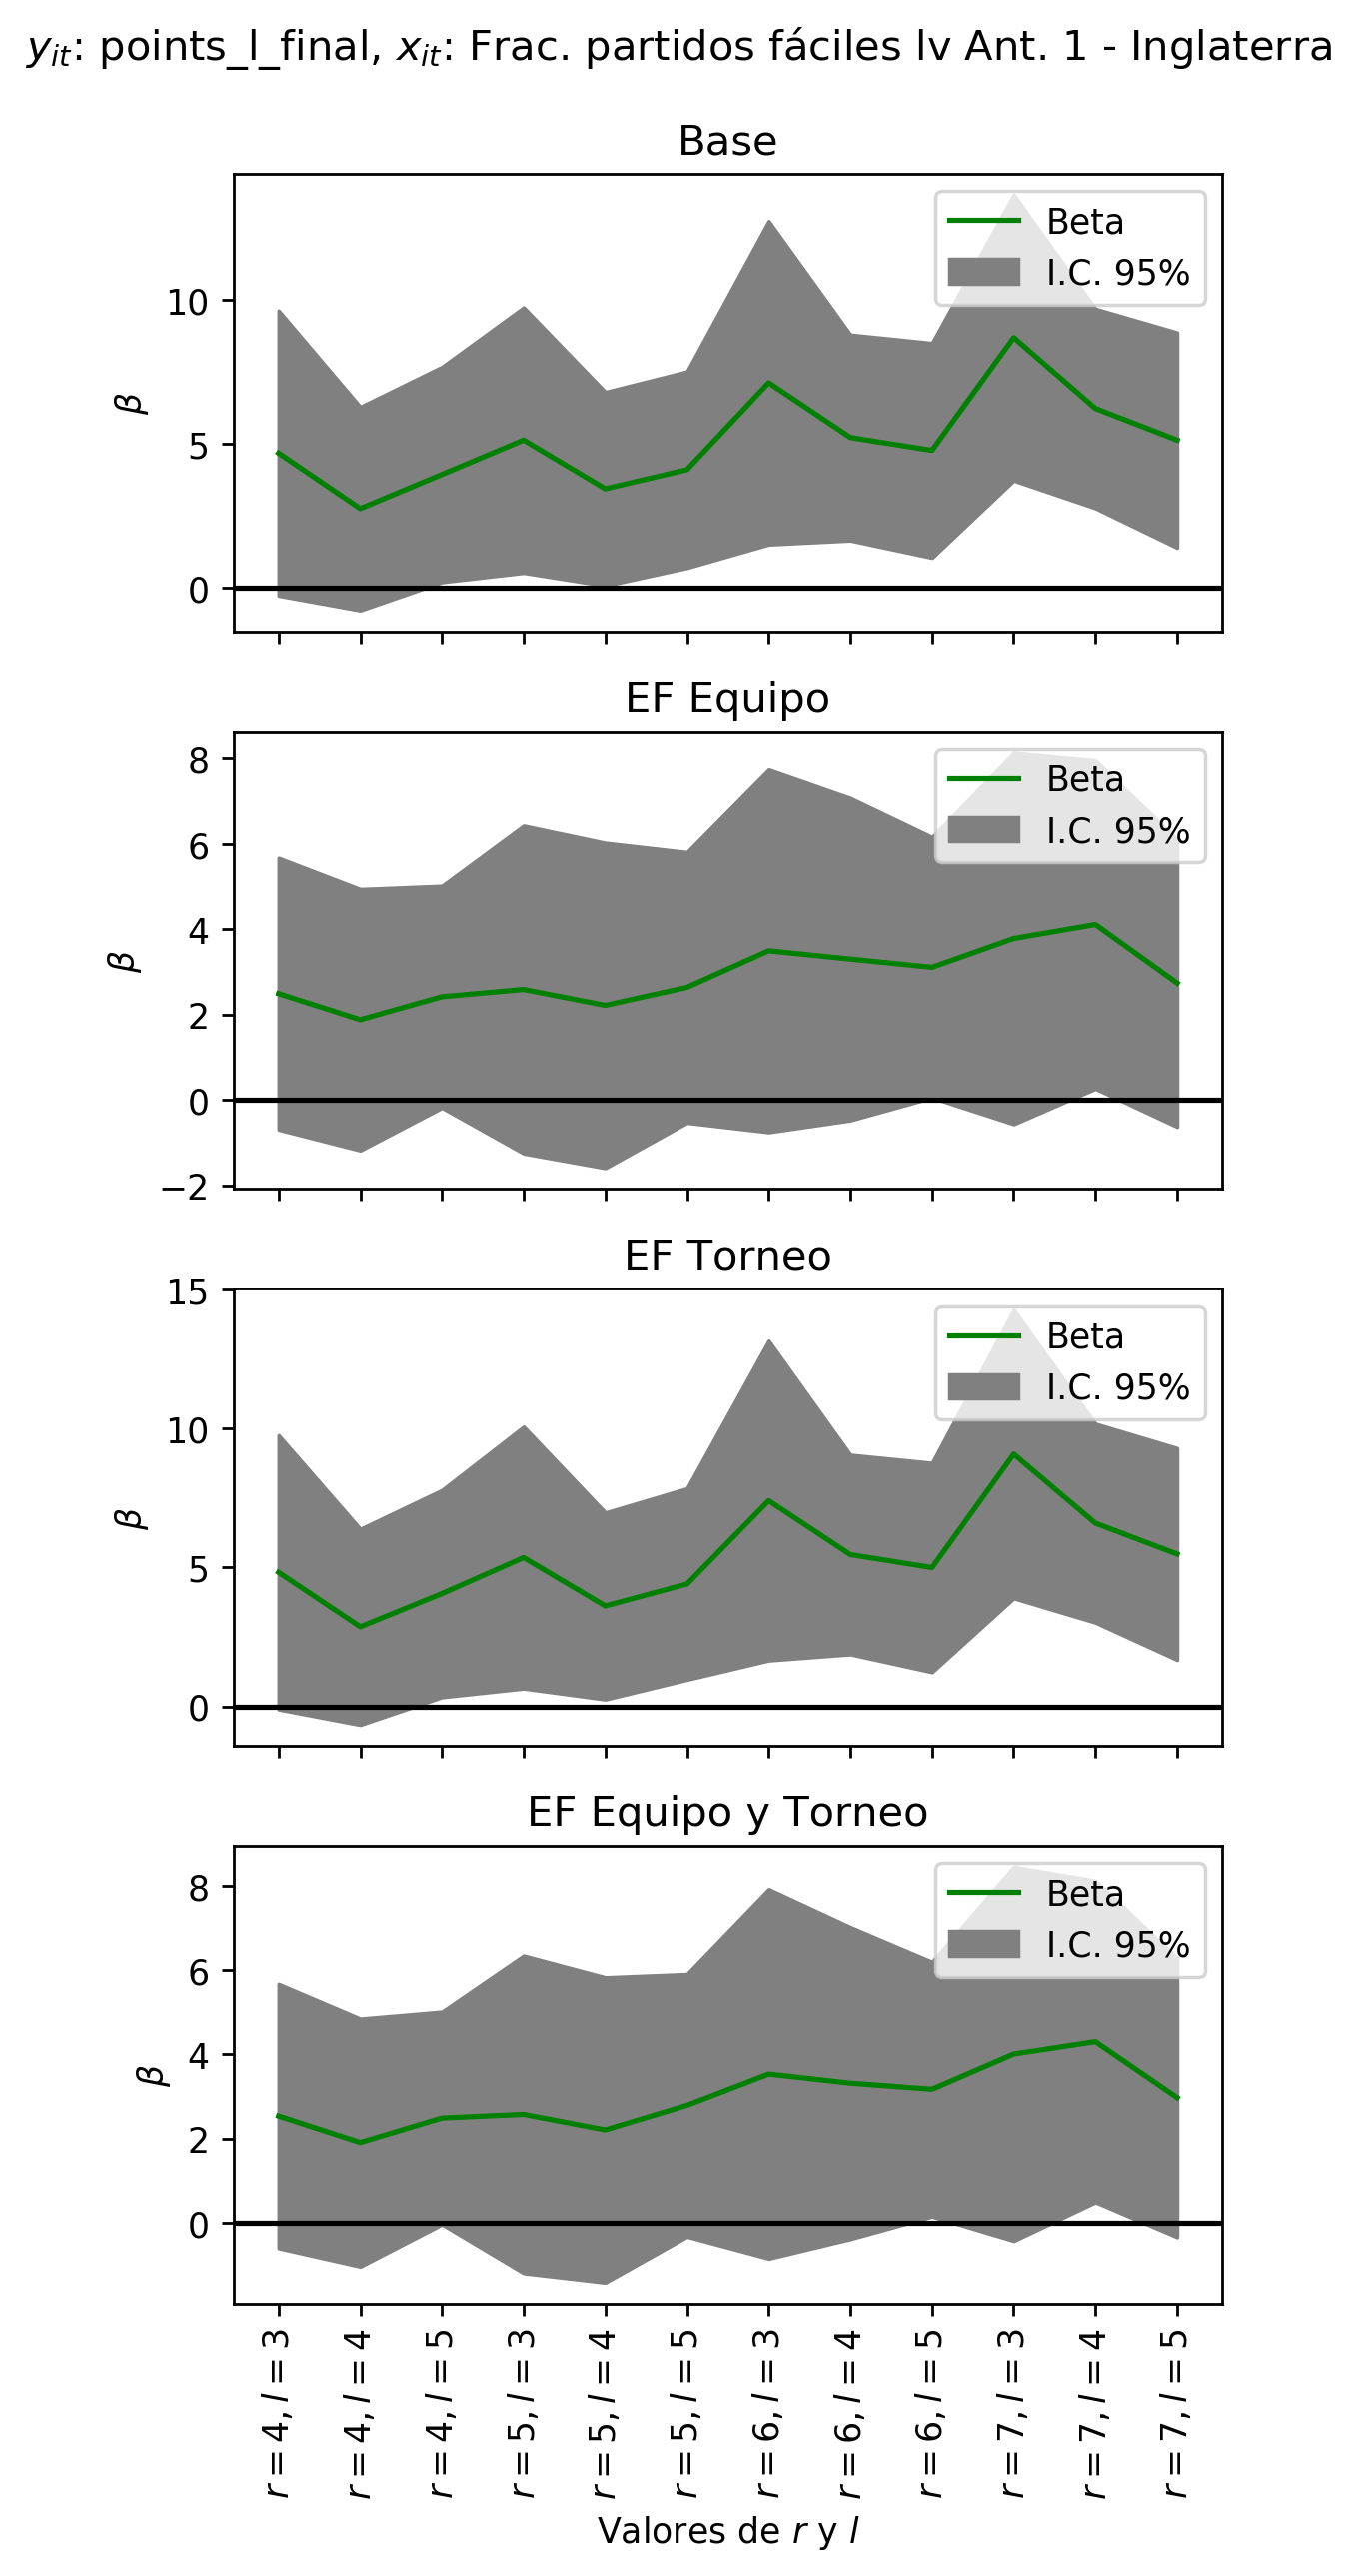 y_it: points_l_final, x_it: Frac. partidos fáciles lv Ant. 1 - Inglaterra
Base
Beta
I.C. 95%
10
5
0
β
EF Equipo
Beta
I.C. 95%
8
6
4
2
0
−2
β
EF Torneo
Beta
I.C. 95%
15
10
5
0
β
EF Equipo y Torneo
Beta
I.C. 95%
8
6
4
2
0
β
r = 4, l = 3
r = 4, l = 4
r = 4, l = 5
r = 5, l = 3
r = 5, l = 4
r = 5, l = 5
r = 6, l = 3
r = 6, l = 4
r = 6, l = 5
r = 7, l = 3
r = 7, l = 4
r = 7, l = 5
Valores de r y l